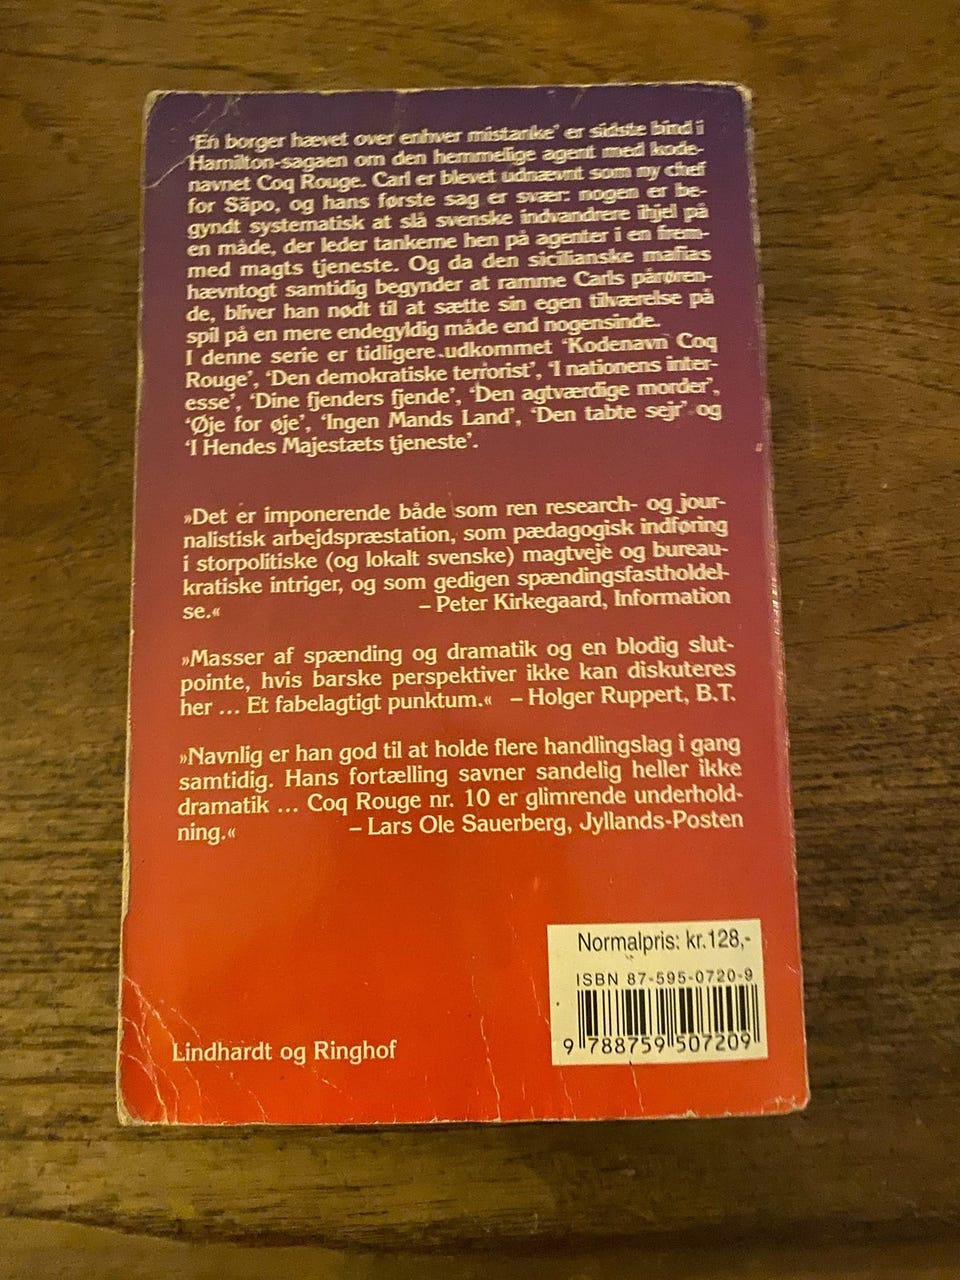 'En borger hævet over enhver mistanke' er sidste bind i
Hamilton-sagaen om den hemmelige agent med kode-
navnet Coq Rouge. Carl er blevet udnævnt som ny chef
for Säpo, og hans første sag er svær: nogen er be-
gyndt systematisk at slå svenske indvandrere ihjel på
en måde, der leder tankerne hen på agenter i en frem-
med magts tjeneste. Og da den sicilianske mafias
hævntogt samtidig begynder at ramme Carls pårøren-
de, bliver han nødt til at sætte sin egen tilværelse på
spil på en mere endegyldig måde end nogensinde.
I denne serie er tidligere udkommet 'Kodenavn Coq
Rouge', 'Den demokratiske terrorist', 'I nationens inter-
esse', 'Dine fjenders fjende', 'Den agtværdige morder',
'Øje for øje', 'Ingen Mands Land', 'Den tabte sejr' og
'I Hendes Majestæts tjeneste'.
»Det er imponerende både som ren research- og jour-
nalistisk arbejdspræstation, som pædagogisk indføring
i storpolitiske (og lokalt svenske) magtveje og bureau-
kratiske intriger, og som gedigen spændingsfastholdel-
se.« – Peter Kirkegaard, Information
»Masser af spænding og dramatik og en blodig slut-
pointe, hvis barske perspektiver ikke kan diskuteres
her ... Et fabelagtigt punktum.« – Holger Ruppert, B.T.
»Navnlig er han god til at holde flere handlingslag i gang
samtidig. Hans fortælling savner sandelig heller ikke
dramatik ... Coq Rouge nr. 10 er glimrende underhold-
ning.« – Lars Ole Sauerberg, Jyllands-Posten
Normalpris: kr.128,-
ISBN 87-595-0720-9
9 788759 507209
Lindhardt og Ringhof